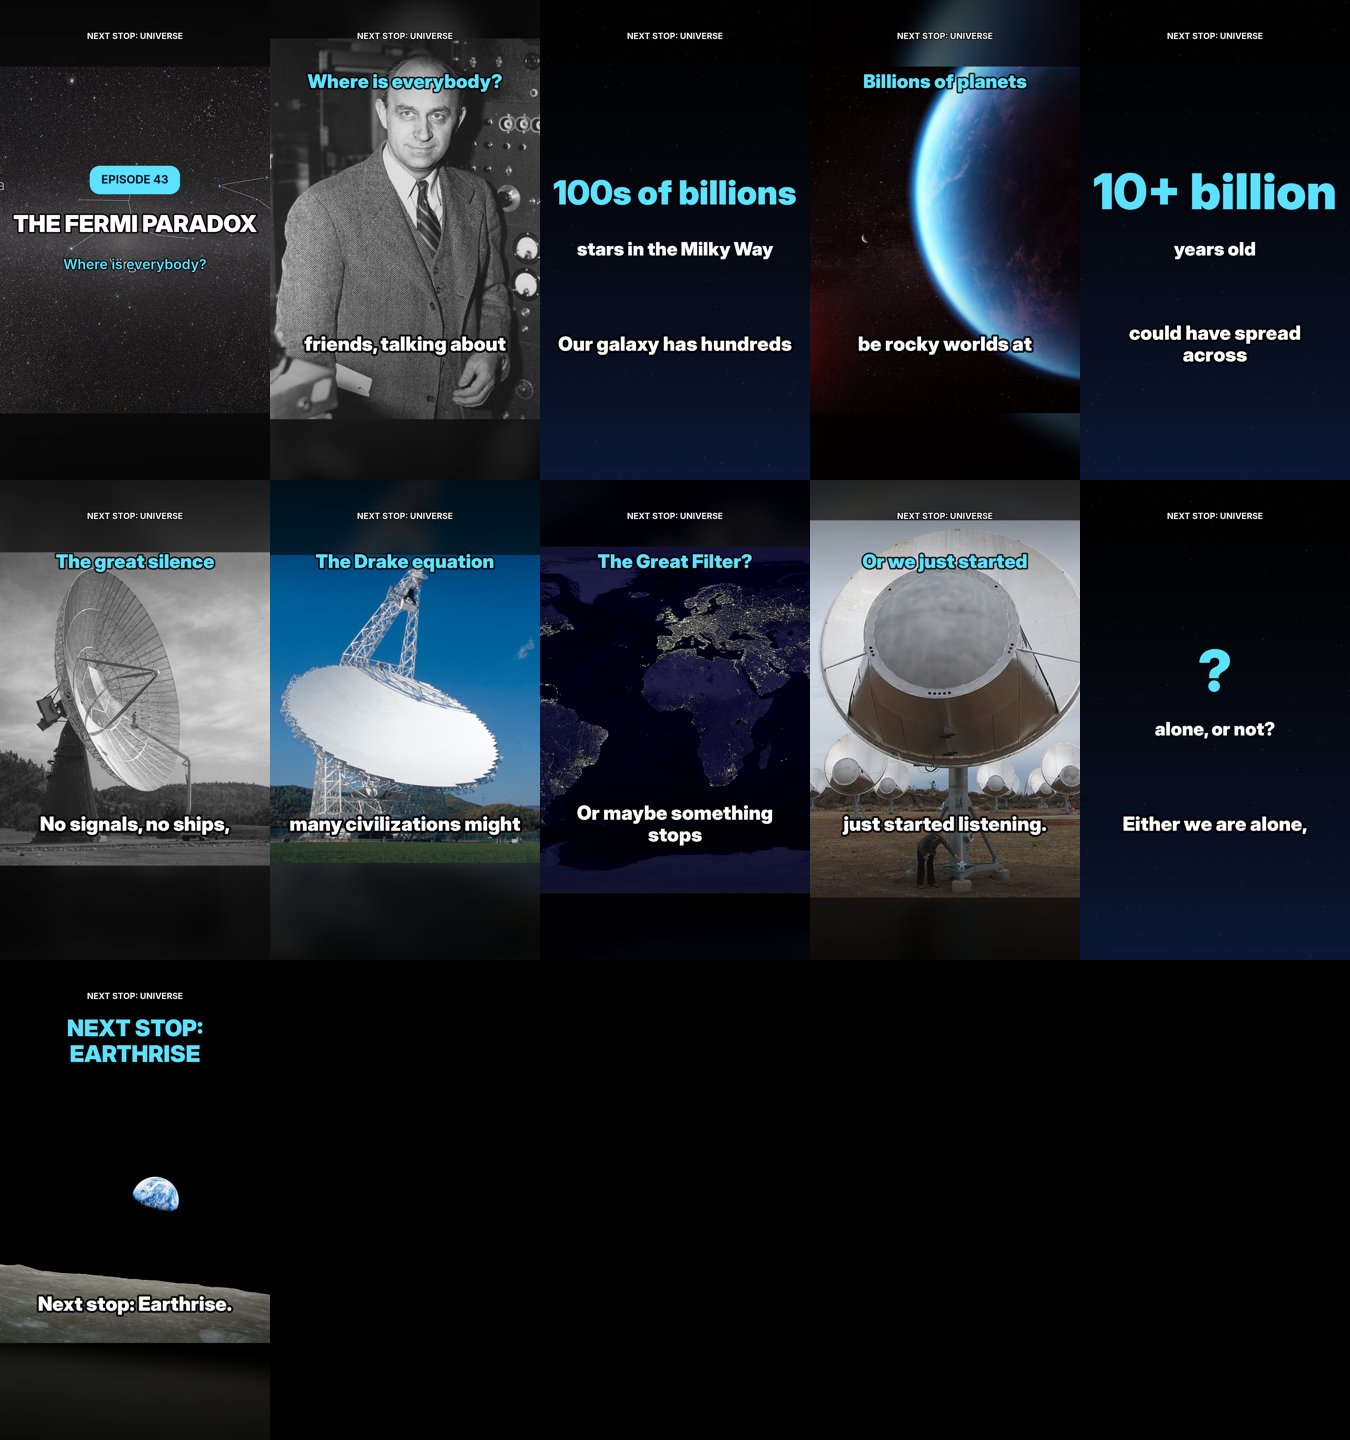 NEXT STOP: UNIVERSE
a
EPISODE 43
THE FERMI PARADOX
Where is everybody?
NEXT STOP: UNIVERSE
Where is everybody?
friends, talking about
NEXT STOP: UNIVERSE
100s of billions
stars in the Milky Way
Our galaxy has hundreds
NEXT STOP: UNIVERSE
Billions of planets
be rocky worlds at
NEXT STOP: UNIVERSE
10+ billion
years old
could have spread
across
NEXT STOP: UNIVERSE
The great silence
No signals, no ships,
NEXT STOP: UNIVERSE
The Drake equation
many civilizations might
NEXT STOP: UNIVERSE
The Great Filter?
Or maybe something
stops
NEXT STOP: UNIVERSE
Or we just started
just started listening.
NEXT STOP: UNIVERSE
?
alone, or not?
Either we are alone,
NEXT STOP: UNIVERSE
NEXT STOP:
EARTHRISE
Next stop: Earthrise.